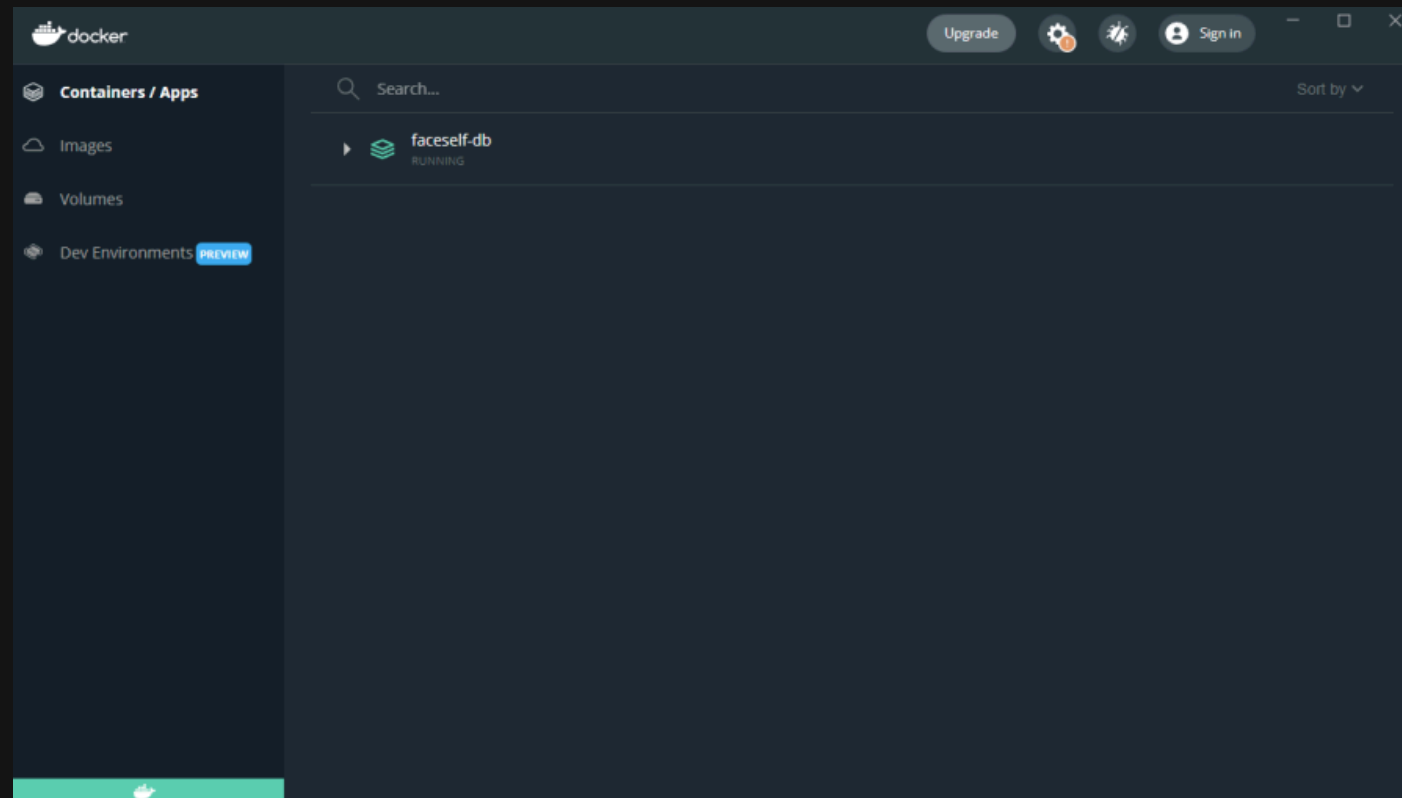 docker
Upgrade
Sign in
Containers / Apps
Images
Volumes
Dev Environments PREVIEW
Search...
Sort by
faceself-db
RUNNING